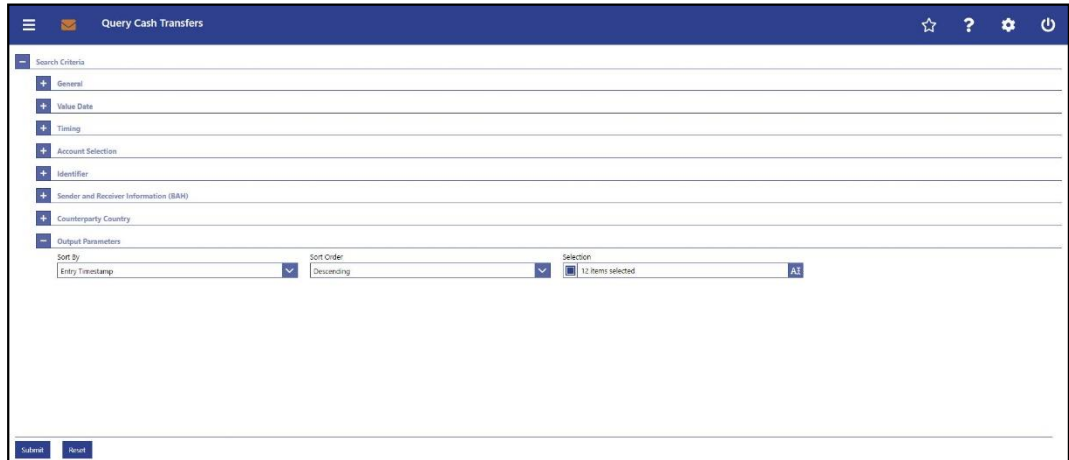 Query Cash Transfers
?
Search Criteria
General
Value Date
Timing
Account Selection
Identifier
Sender and Receiver Information (BAH)
Counterparty Country
Output Parameters
Sort By Sort Order Selection
Entry Timestamp Descending 12 items selected
Submit Reset